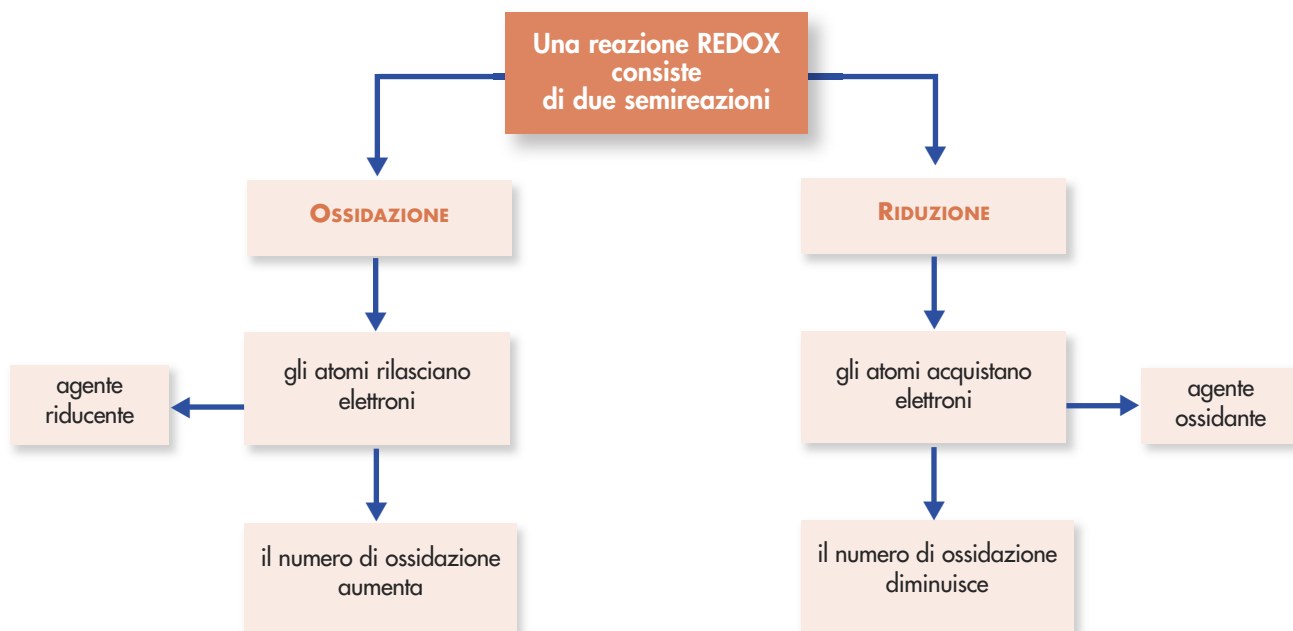 Una reazione REDOX
consiste
di due semireazioni
OSSIDAZIONE
RIDUZIONE
gli atomi rilasciano
elettroni
gli atomi acquistano
elettroni
agente
riducente
agente
ossidante
il numero di ossidazione
aumenta
il numero di ossidazione
diminuisce